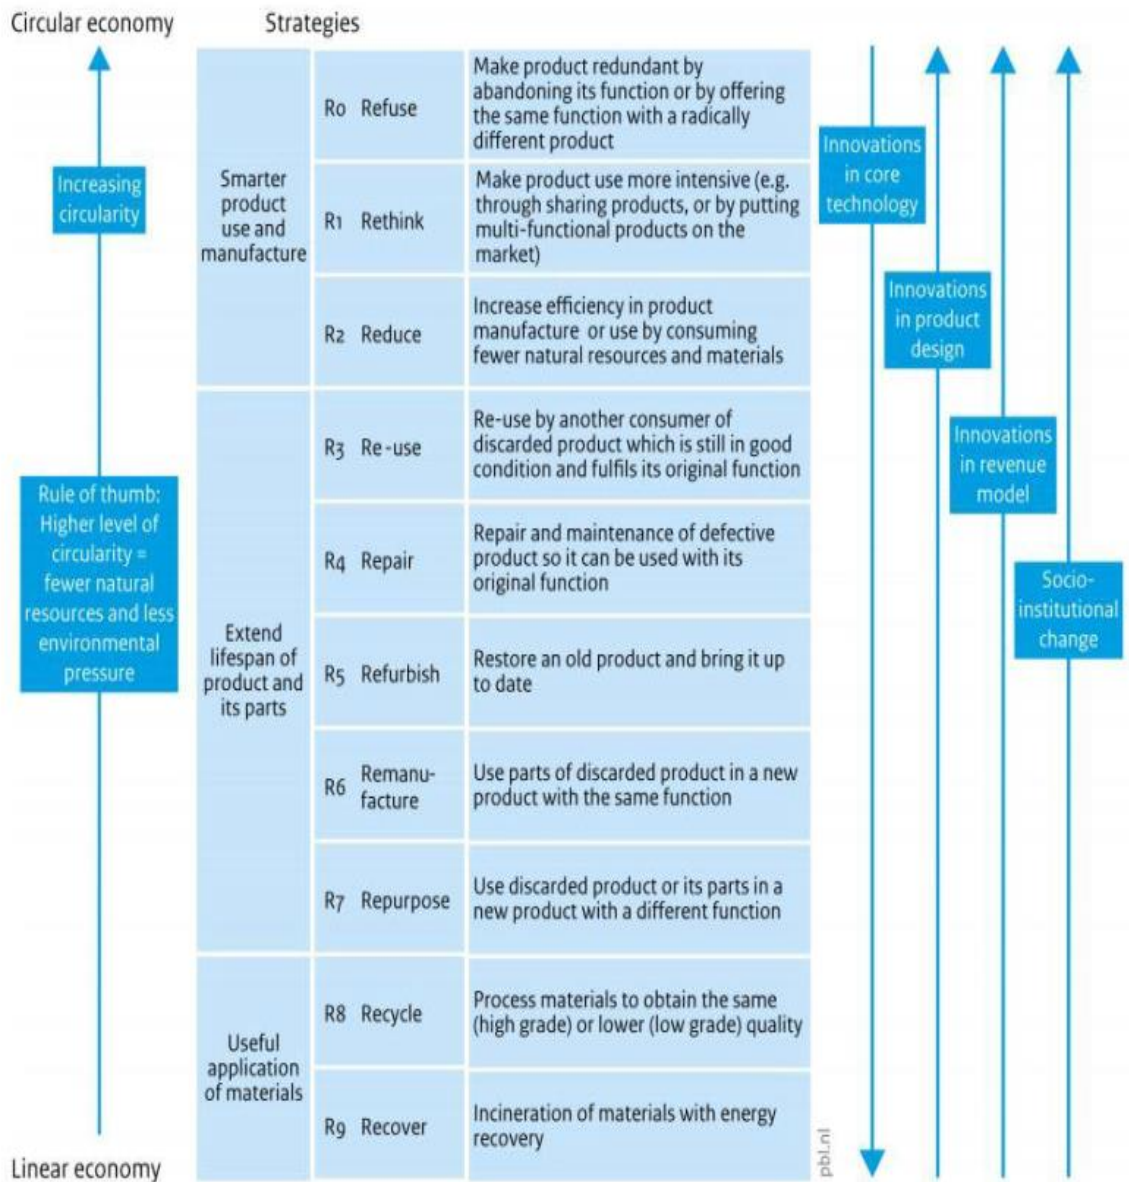 Circular economy
Strategies
Increasing
circularity
Rule of thumb:
Higher level of
circularity =
fewer natural
resources and less
environmental
pressure
Linear economy
Smarter
product
use and
manufacture
R0 Refuse
Make product redundant by
abandoning its function or by offering
the same function with a radically
different product
R1 Rethink
Make product use more intensive (e.g.
through sharing products, or by putting
multi-functional products on the
market)
R2 Reduce
Increase efficiency in product
manufacture or use by consuming
fewer natural resources and materials
Extend
lifespan of
product and
its parts
R3 Re-use
Re-use by another consumer of
discarded product which is still in good
condition and fulfils its original function
R4 Repair
Repair and maintenance of defective
product so it can be used with its
original function
R5 Refurbish
Restore an old product and bring it up
to date
R6 Remanu-
facture
Use parts of discarded product in a new
product with the same function
R7 Repurpose
Use discarded product or its parts in a
new product with a different function
Useful
application
of materials
R8 Recycle
Process materials to obtain the same
(high grade) or lower (low grade) quality
R9 Recover
Incineration of materials with energy
recovery
pbl.nl
Innovations
in core
technology
Innovations
in product
design
Innovations
in revenue
model
Socio-
institutional
change